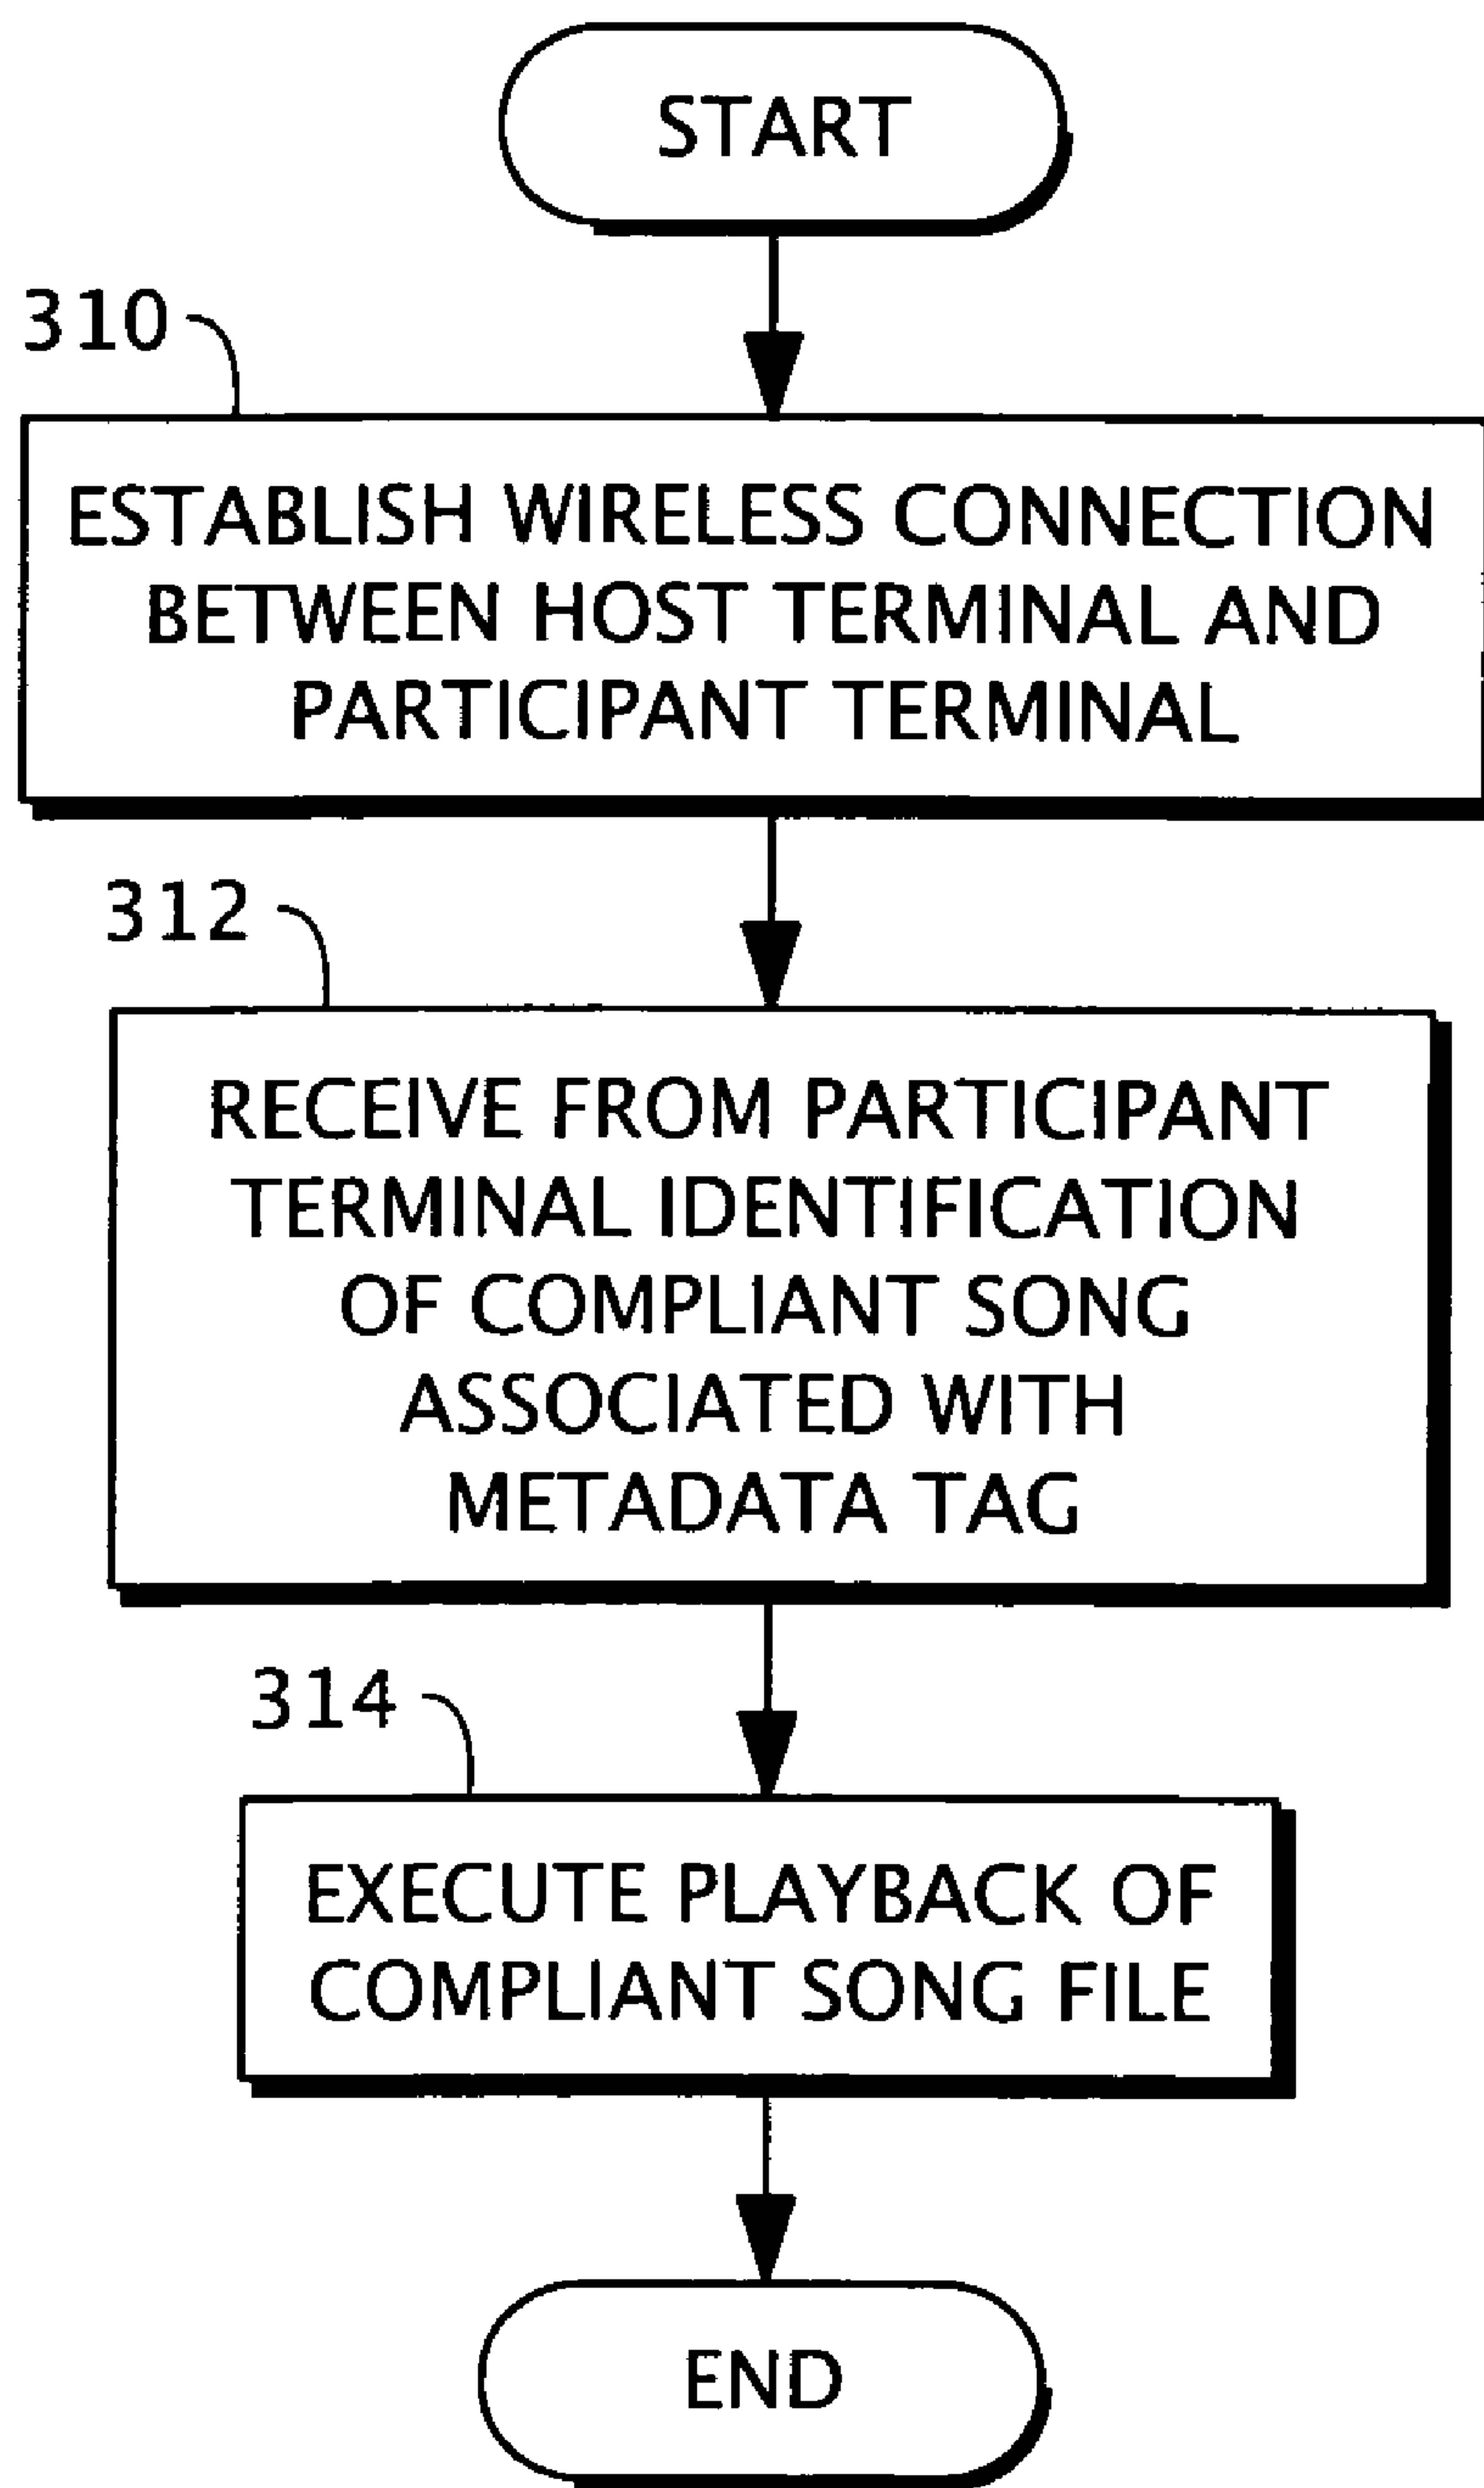 START
310
ESTABLISH WIRELESS CONNECTION
BETWEEN HOST TERMINAL AND
PARTICIPANT TERMINAL
312
RECEIVE FROM PARTICIPANT
TERMINAL IDENTIFICATION
OF COMPLIANT SONG
ASSOCIATED WITH
METADATA TAG
314
EXECUTE PLAYBACK OF
COMPLIANT SONG FILE
END